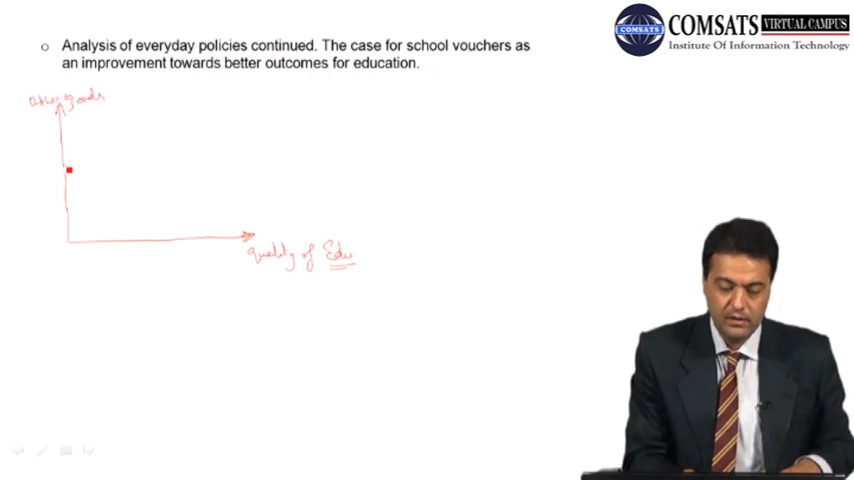 COMSATS VIRTUAL CAMPUS
COMSATS
Institute Of Information Technology
o Analysis of everyday policies continued. The case for school vouchers as
an improvement towards better outcomes for education.
goods
quality of Edu